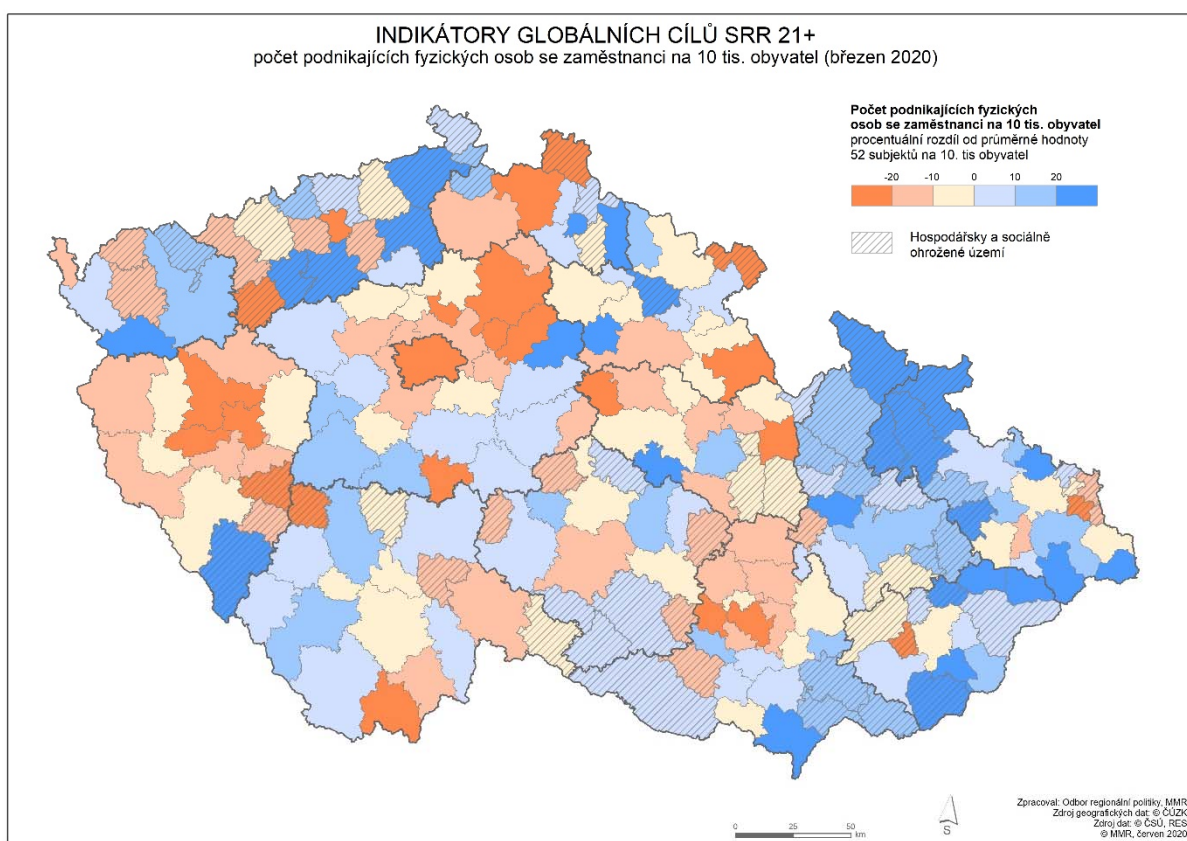 INDIKÁTORY GLOBÁLNÍCH CÍLŮ SRR 21+
počet podnikajících fyzických osob se zaměstnanci na 10 tis. obyvatel (březen 2020)
Počet podnikajících fyzických
osob se zaměstnanci na 10 tis. obyvatel
procentuální rozdíl od průměrné hodnoty
52 subjektů na 10. tis obyvatel
-20 -10 0 10 20
Hospodářsky a sociálně
ohrožené území
0 25 50
km
S
Zpracoval: Odbor regionální politiky, MMR
Zdroj geografických dat: © ČÚZK
Zdroj dat: © ČSÚ, RES
© MMR, červen 2020